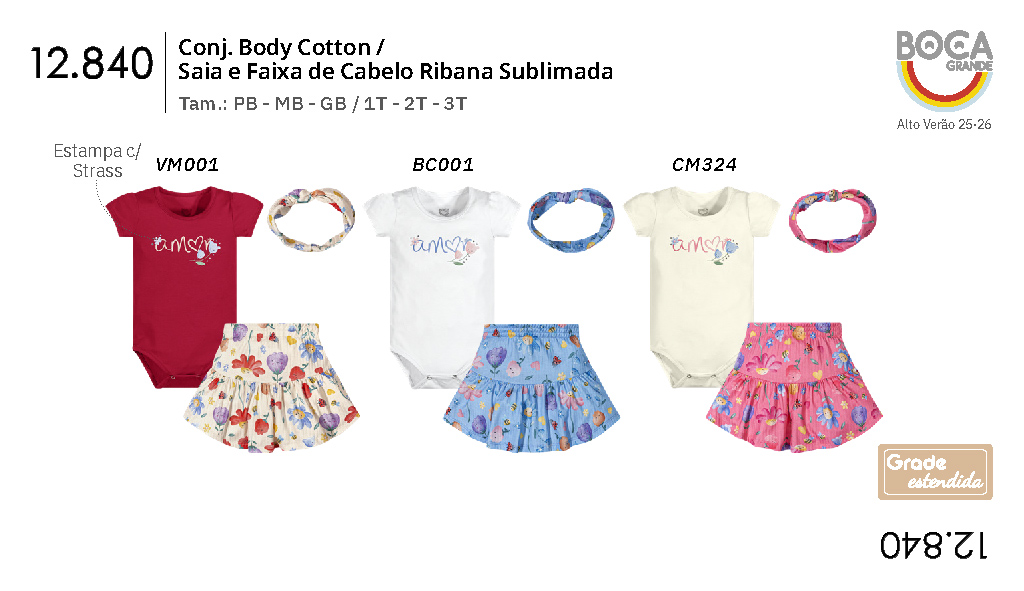 12.840
Conj. Body Cotton /
Saia e Faixa de Cabelo Ribana Sublimada
Tam.: PB - MB - GB / 1T - 2T - 3T
BOCA
GRANDE
Alto Verão 25-26
Estampa c/
Strass
VM001
BC001
CM324
amor
amor
amor
Grade
estendida
12.840